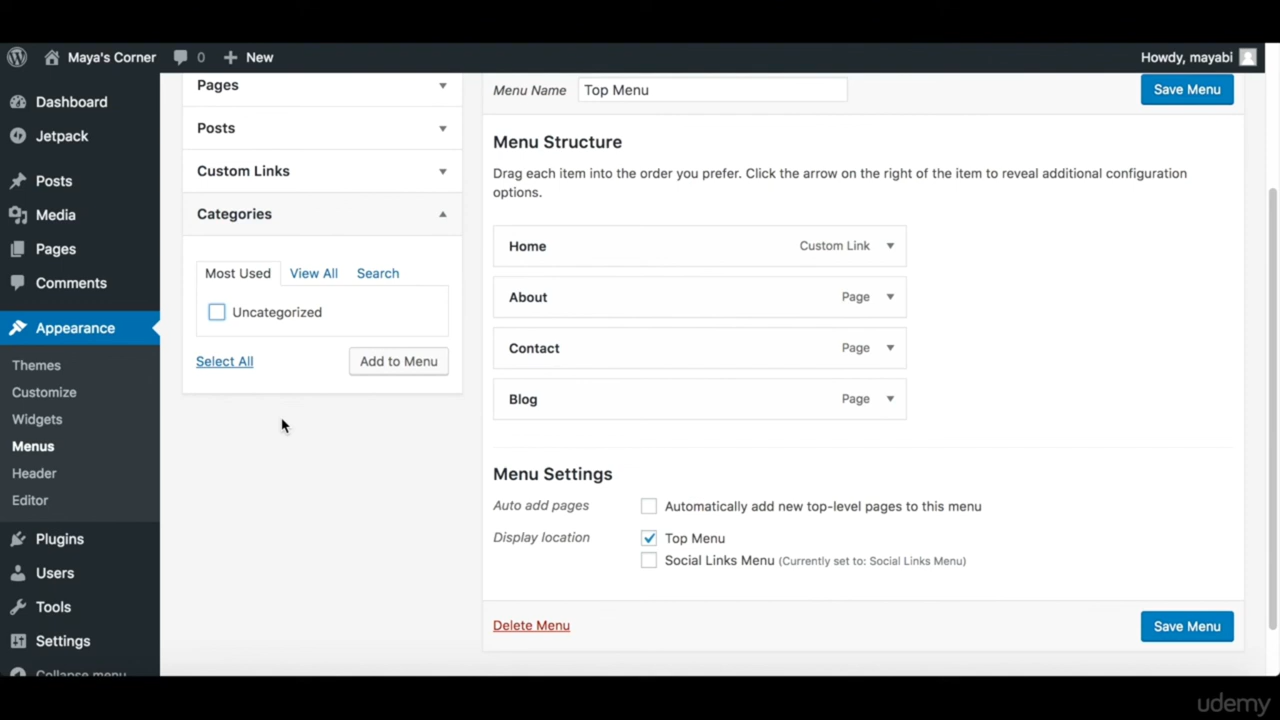 Maya's Corner
0
New
Howdy, mayabi
Dashboard
Jetpack
Posts
Media
Pages
Comments
Appearance
Themes
Customize
Widgets
Menus
Header
Editor
Plugins
Users
Tools
Settings
Collapse menu
Pages
Posts
Custom Links
Categories
Most Used
View All
Search
Uncategorized
Select All
Add to Menu
Menu Name
Top Menu
Save Menu
Menu Structure
Drag each item into the order you prefer. Click the arrow on the right of the item to reveal additional configuration
options.
Home
Custom Link
About
Page
Contact
Page
Blog
Page
Menu Settings
Auto add pages
Automatically add new top-level pages to this menu
Display location
Top Menu
Social Links Menu (Currently set to: Social Links Menu)
Delete Menu
Save Menu
udemy